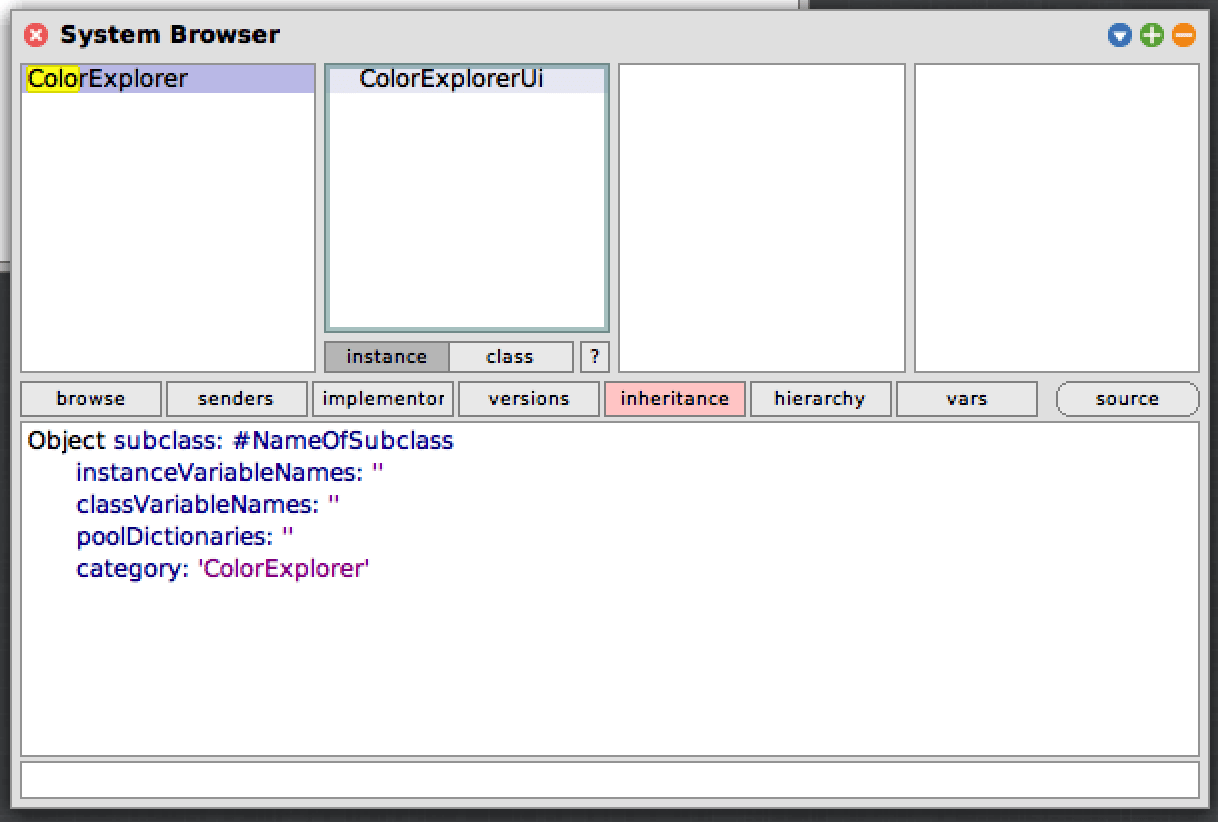 System Browser
ColorExplorer
ColorExplorerUi
instance class ?
browse senders implementor versions inheritance hierarchy vars source
Object subclass: #NameOfSubclass
instanceVariableNames: ''
classVariableNames: ''
poolDictionaries: ''
category: 'ColorExplorer'